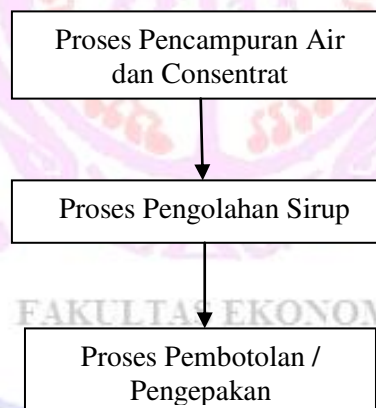 Proses Pencampuran Air
dan Consentrat
Proses Pengolahan Sirup
FAKULTAS EKONOM
Proses Pembotolan /
Pengepakan